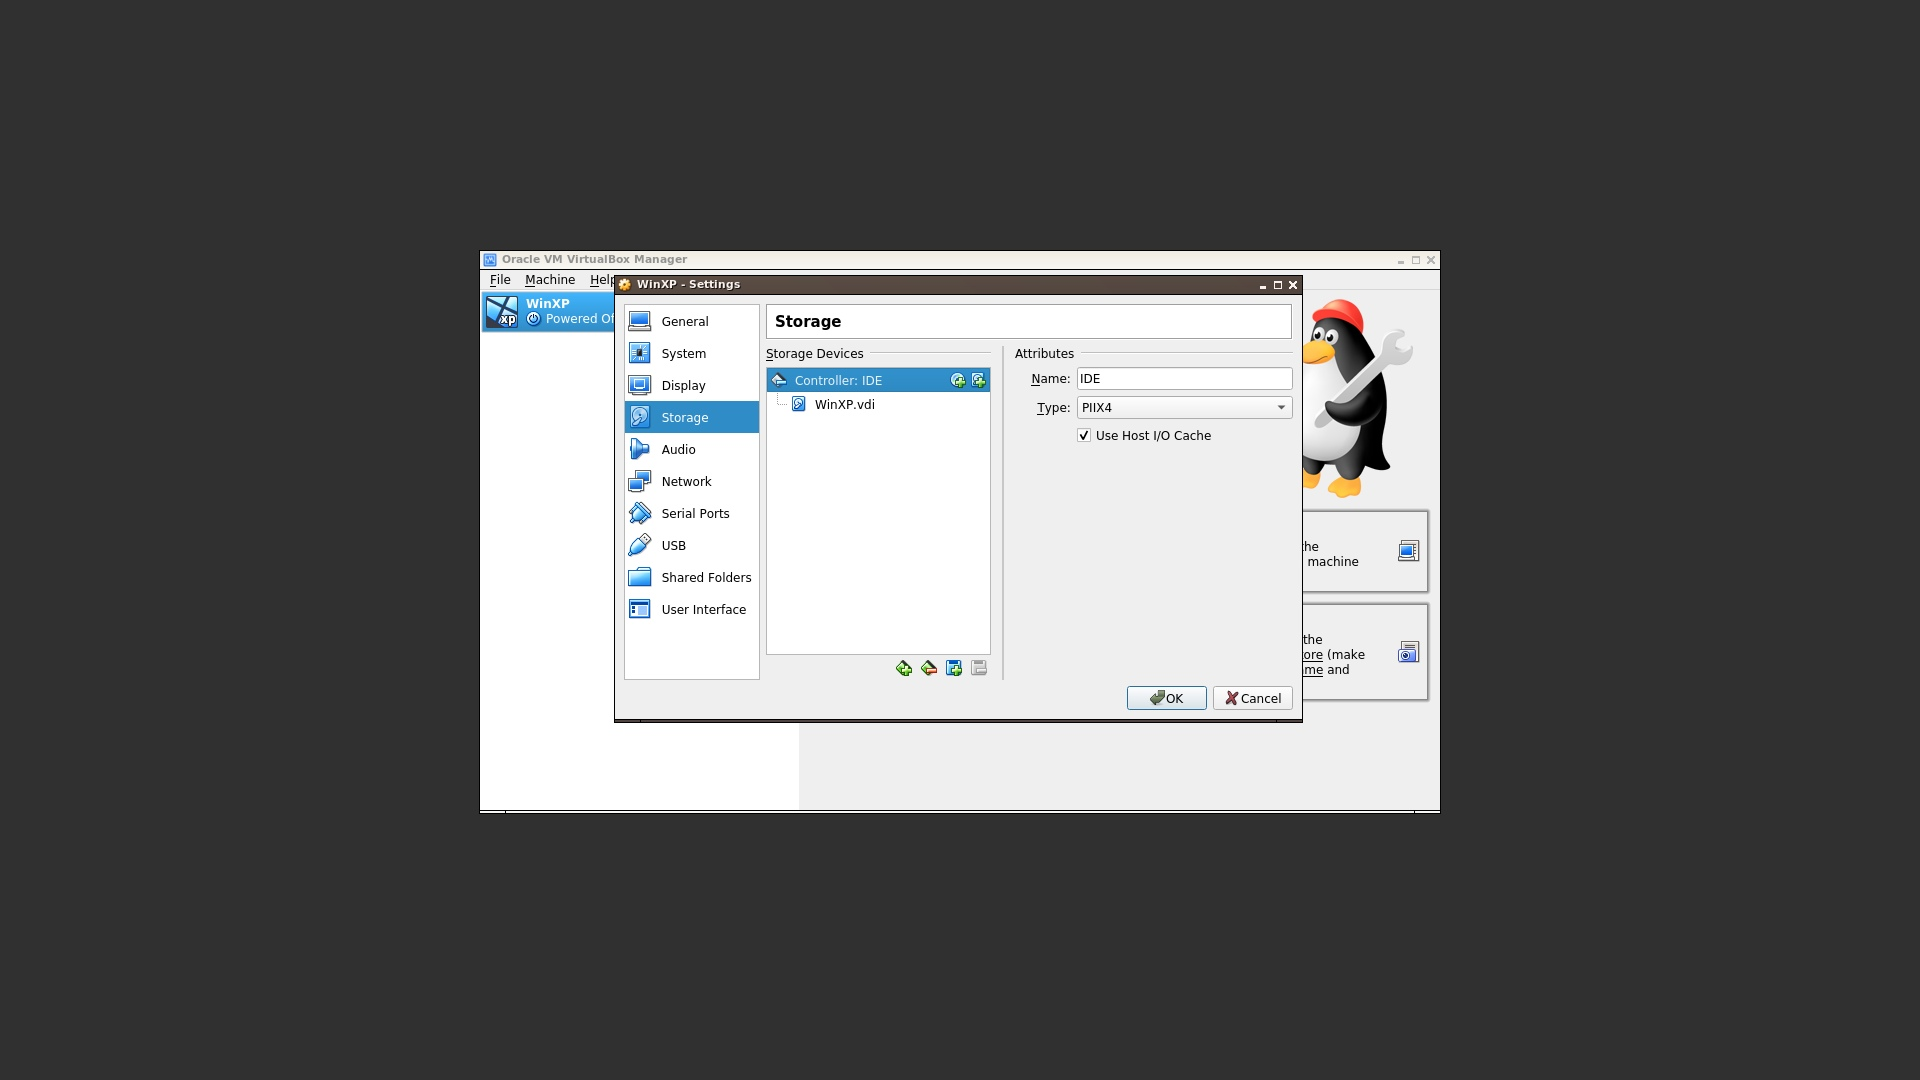 Oracle VM VirtualBox Manager
File Machine Help
WinXP
Powered Of
WinXP - Settings
General
System
Display
Storage
Audio
Network
Serial Ports
USB
Shared Folders
User Interface
Storage
Storage Devices
Controller: IDE
WinXP.vdi
Attributes
Name: IDE
Type: PIIX4
Use Host I/O Cache
OK
Cancel
the
machine
the
ore (make
me and